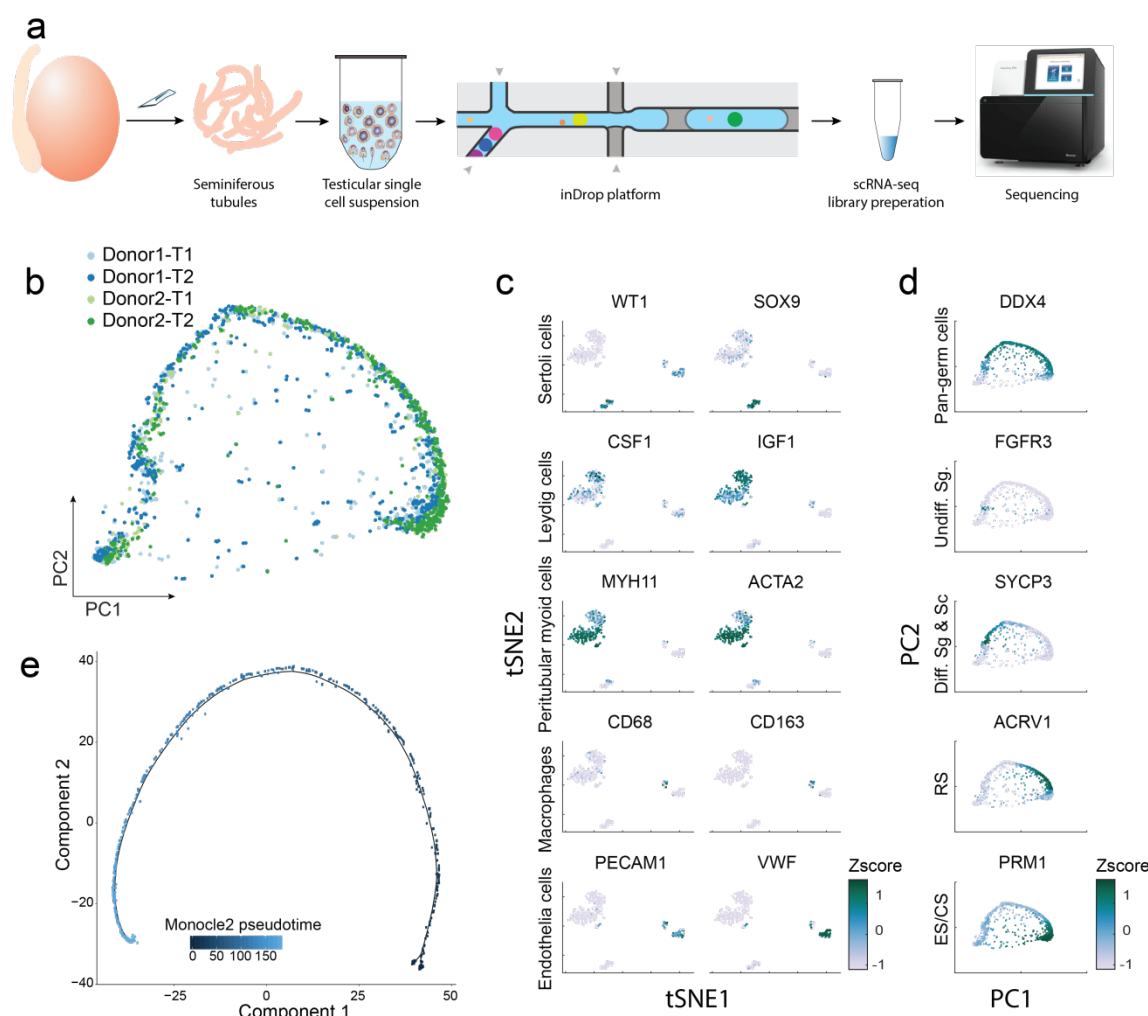 a
Seminiferous
tubules
Testicular single
cell suspension
inDrop platform
scRNA-seq
library preperation
Sequencing
b
Donor1-T1
Donor1-T2
Donor2-T1
Donor2-T2
PC2
PC1
c
tSNE2
Sertoli cells
WT1 SOX9
Leydig cells
CSF1 IGF1
Peritubular myoid cells
MYH11 ACTA2
Macrophages
CD68 CD163
Endothelia cells
PECAM1 VWF
Zscore
1
0
-1
tSNE1
d
PC2
Pan-germ cells
DDX4
Undiff. Sg.
FGFR3
Diff. Sg & Sc
SYCP3
RS
ACRV1
ES/CS
PRM1
Zscore
1
0
-1
PC1
e
Component 2
40
20
0
−20
−40
Monocle2 pseudotime
0 50 100 150
−25 0 25 50
Component 1